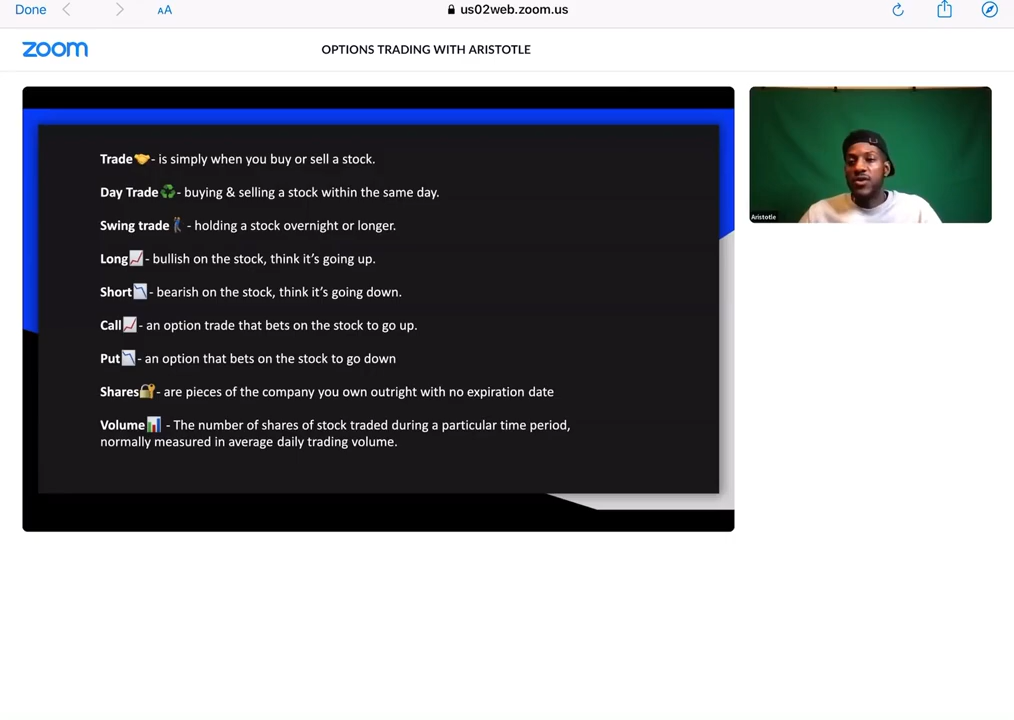 Done AA us02web.zoom.us
zoom OPTIONS TRADING WITH ARISTOTLE
Trade🤝- is simply when you buy or sell a stock.
Day Trade♻️- buying & selling a stock within the same day.
Swing trade🏌️- holding a stock overnight or longer.
Long📈- bullish on the stock, think it’s going up.
Short📉- bearish on the stock, think it’s going down.
Call📈- an option trade that bets on the stock to go up.
Put📉- an option that bets on the stock to go down
Shares🔐- are pieces of the company you own outright with no expiration date
Volume📊 - The number of shares of stock traded during a particular time period,
normally measured in average daily trading volume.
Aristotle